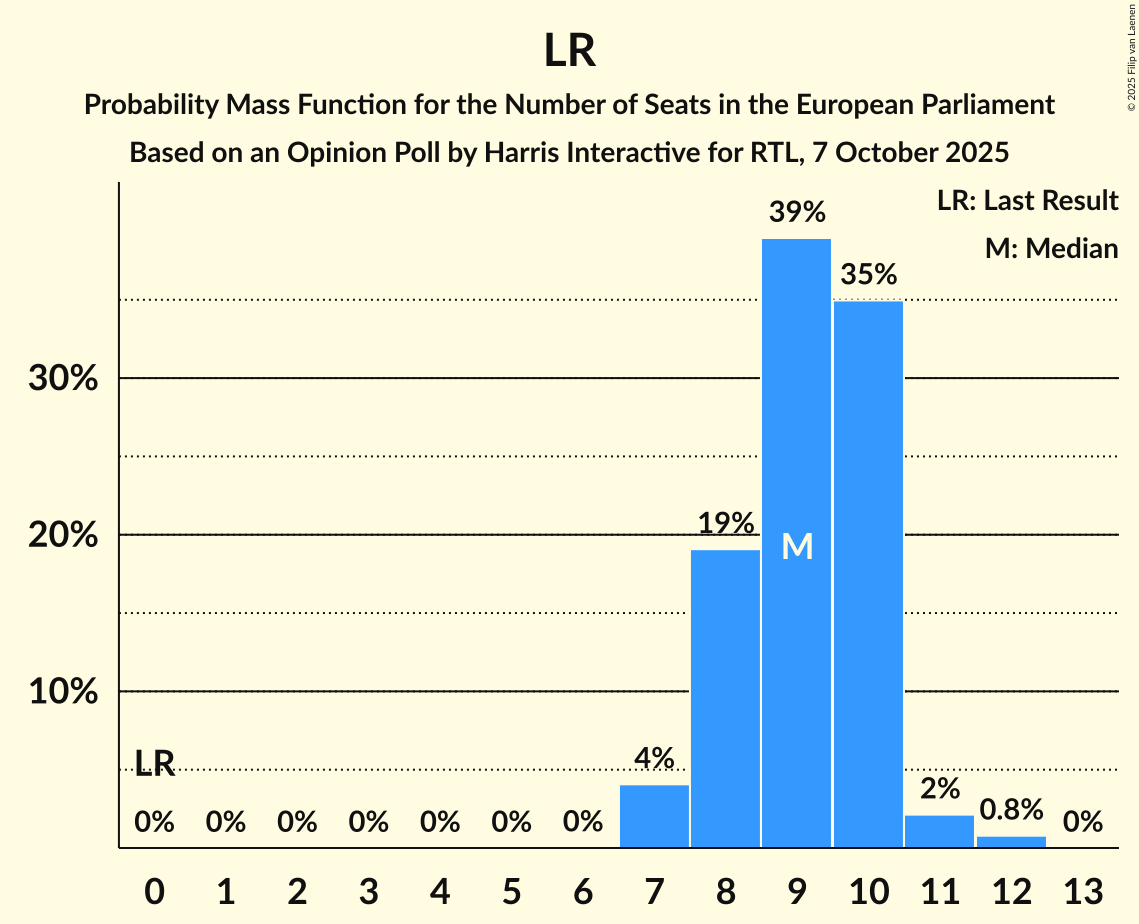 LR
Probability Mass Function for the Number of Seats in the European Parliament
Based on an Opinion Poll by Harris Interactive for RTL, 7 October 2025
© 2025 Filip van Laenen
LR: Last Result
M: Median
39%
35%
30%
20%
19%
M
10%
LR
4%
2%
0.8%
0% 0% 0% 0% 0% 0% 0% 0%
0 1 2 3 4 5 6 7 8 9 10 11 12 13